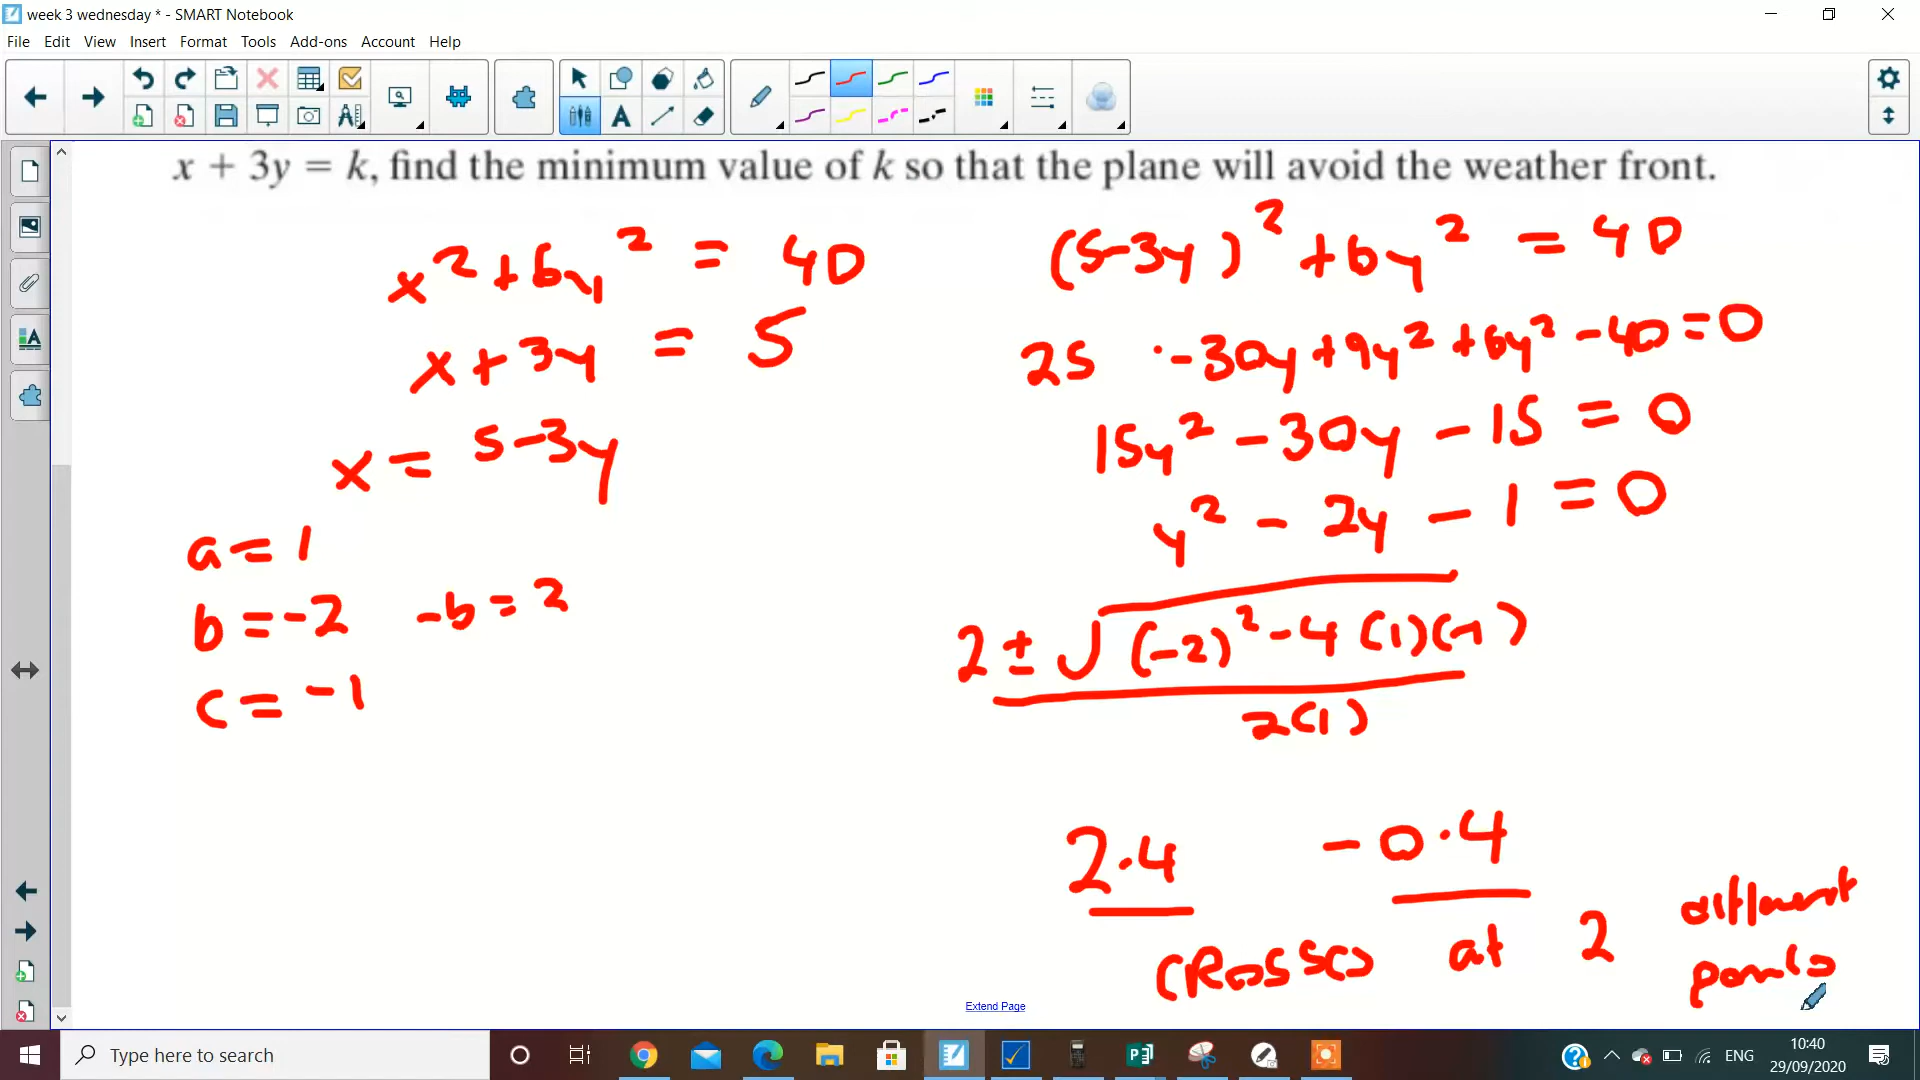 week 3 wednesday * - SMART Notebook
File Edit View Insert Format Tools Add-ons Account Help
x + 3y = k, find the minimum value of k so that the plane will avoid the weather front.
x² + 6y² = 40
x + 3y = 5
x = 5 - 3y
a = 1
b = -2 -b = 2
c = -1
(5-3y)² + 6y² = 40
25 - 30y + 9y² + 6y² - 40 = 0
15y² - 30y - 15 = 0
y² - 2y - 1 = 0
2 ± √(-2)² - 4(1)(-1)
2(1)
2.4 -0.4
CRosses at 2 different points
Extend Page
Type here to search
ENG
10:40
29/09/2020